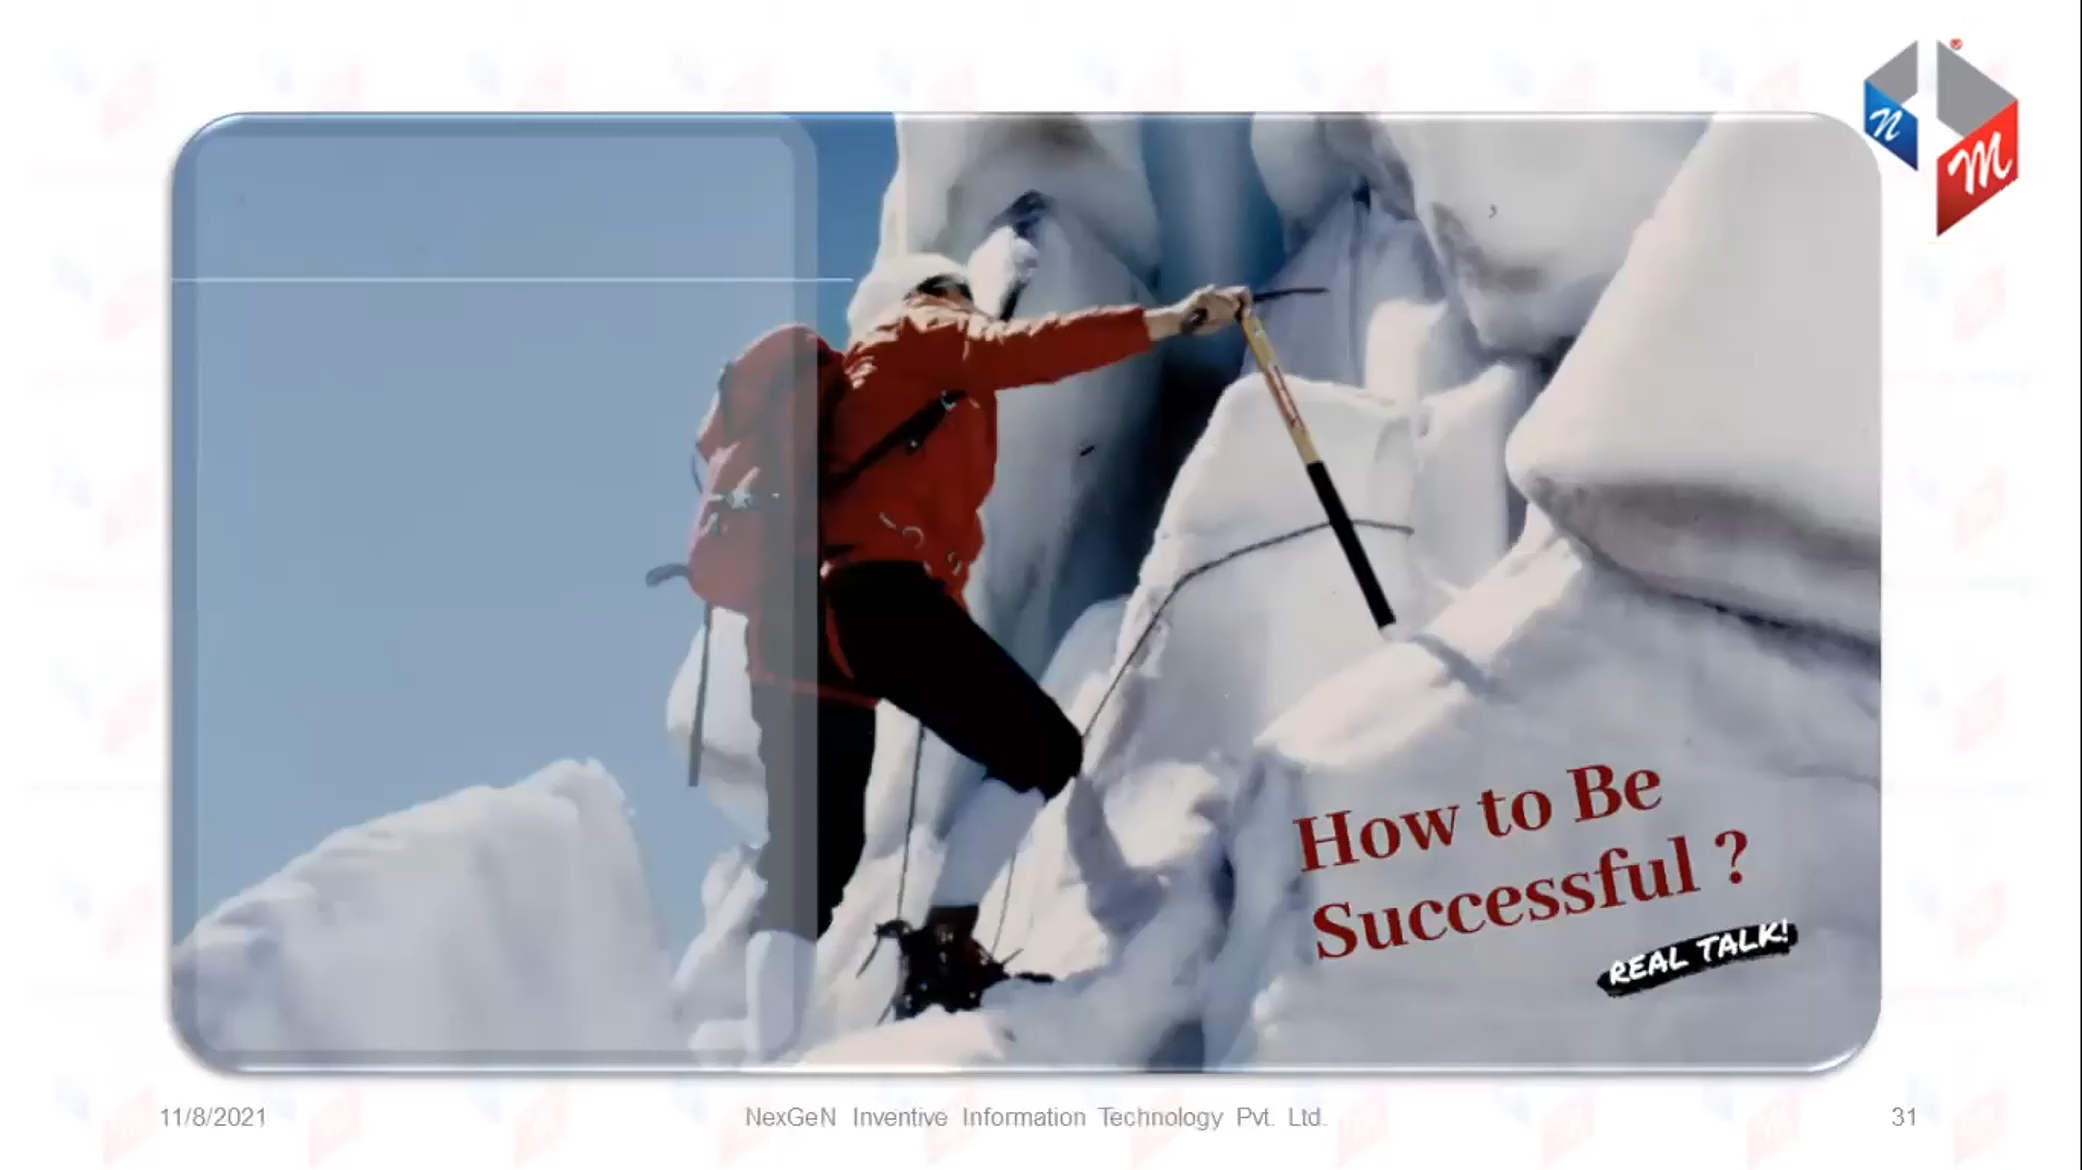 n
m
How to Be
Successful ?
REAL TALK!
11/8/2021
NexGeN Inventive Information Technology Pvt. Ltd.
31